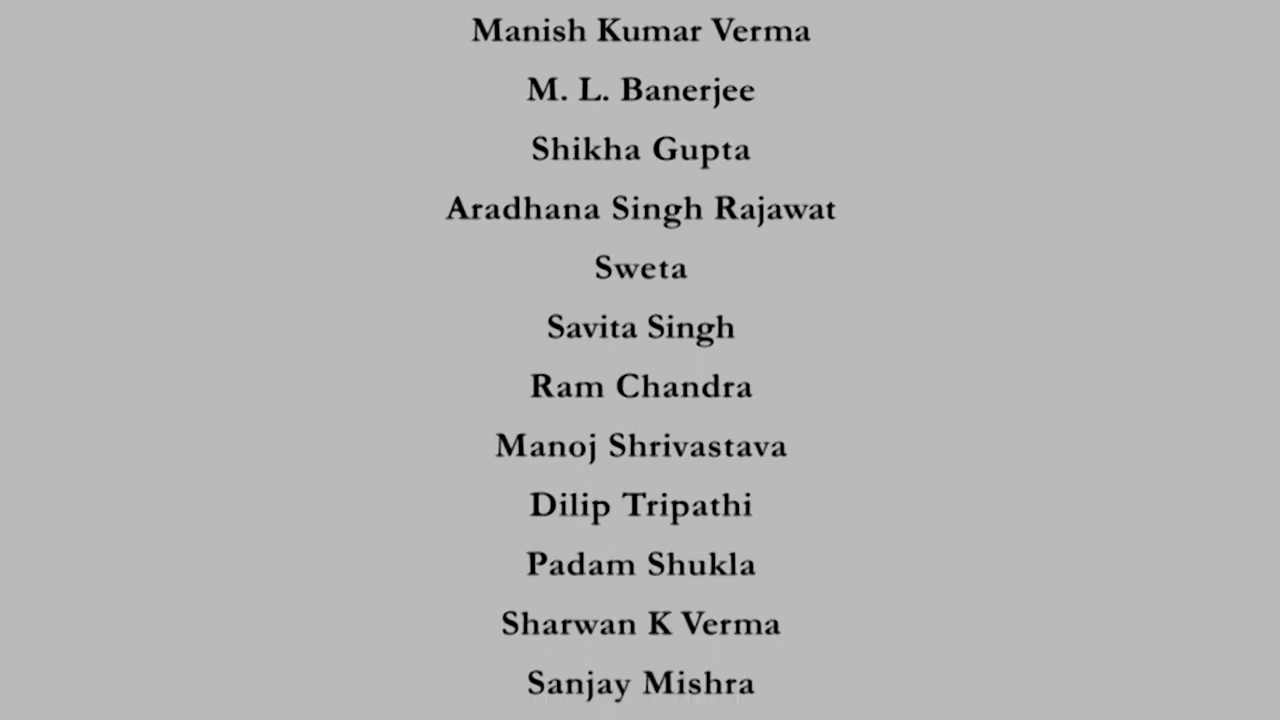 Manish Kumar Verma
M. L. Banerjee
Shikha Gupta
Aradhana Singh Rajawat
Sweta
Savita Singh
Ram Chandra
Manoj Shrivastava
Dilip Tripathi
Padam Shukla
Sharwan K Verma
Sanjay Mishra